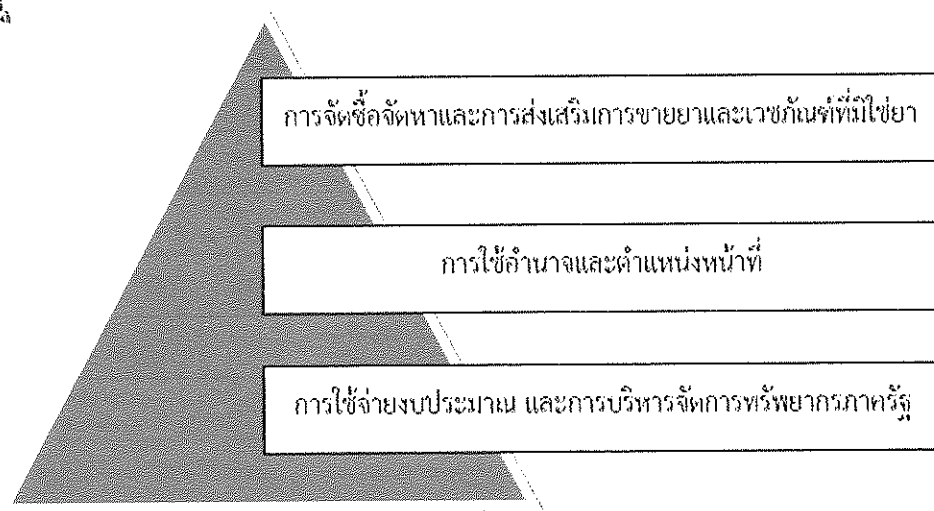 การจัดซื้อจัดหาและการส่งเสริมการขายยาและเวชภัณฑ์ที่มิใช่ยา
การใช้อำนาจและตำแหน่งหน้าที่
การใช้จ่ายงบประมาณ และการบริหารจัดการทรัพยากรภาครัฐ